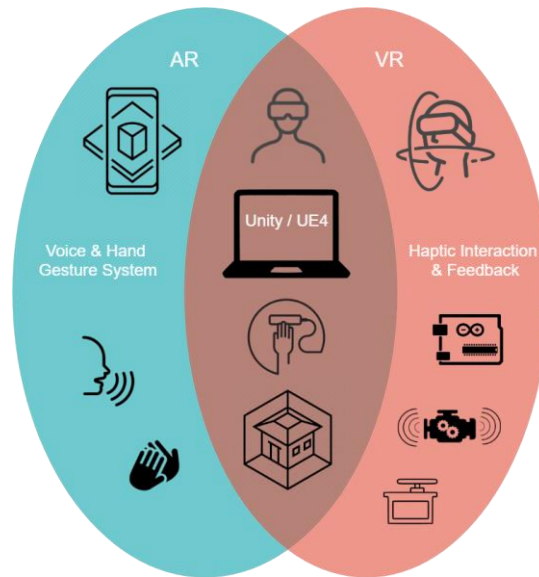 AR
VR
Unity / UE4
Voice & Hand
Gesture System
Haptic Interaction
& Feedback